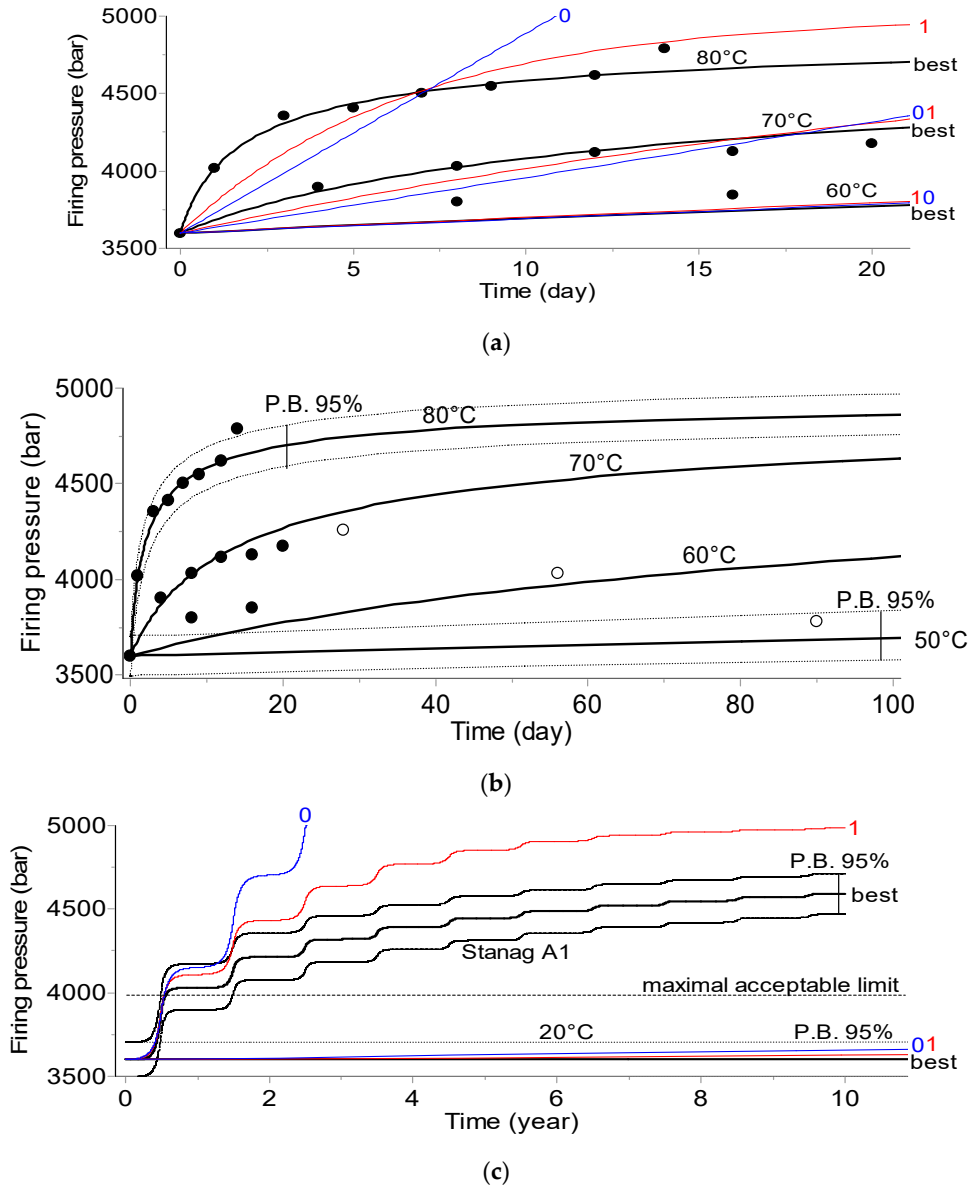 5000
4500
4000
3500
Firing pressure (bar)
0
1
80°C
best
70°C
01
best
60°C
10
best
0 5 10 15 20
Time (day)
(a)
5000
4500
4000
3500
Firing pressure (bar)
P.B. 95%
80°C
70°C
60°C
P.B. 95%
50°C
0 20 40 60 80 100
Time (day)
(b)
5000
4500
4000
3500
Firing pressure (bar)
0
1
P.B. 95%
best
Stanag A1
maximal acceptable limit
20°C P.B. 95%
01
best
0 2 4 6 8 10
Time (year)
(c)